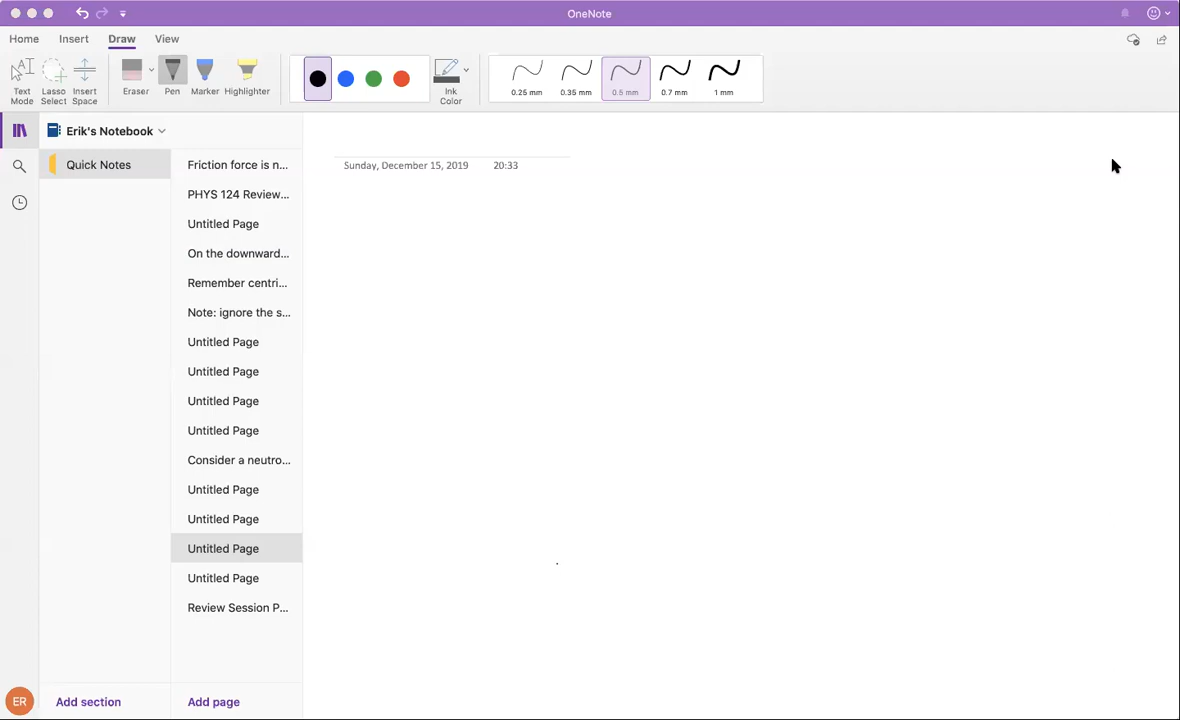 OneNote
Home Insert Draw View
Text Mode
Lasso Select
Insert Space
Eraser
Pen
Marker
Highlighter
Ink Color
0.25 mm
0.35 mm
0.5 mm
0.7 mm
1 mm
Erik's Notebook
Quick Notes
Friction force is n...
PHYS 124 Review...
Untitled Page
On the downward...
Remember centri...
Note: ignore the s...
Untitled Page
Untitled Page
Untitled Page
Untitled Page
Consider a neutro...
Untitled Page
Untitled Page
Untitled Page
Untitled Page
Review Session P...
Sunday, December 15, 2019 20:33
ER
Add section
Add page